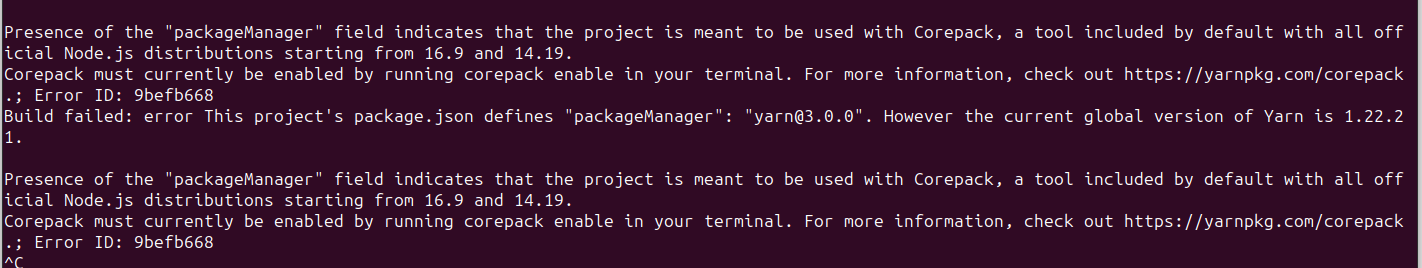 Presence of the "packageManager" field indicates that the project is meant to be used with Corepack, a tool included by default with all off
icial Node.js distributions starting from 16.9 and 14.19.
Corepack must currently be enabled by running corepack enable in your terminal. For more information, check out https://yarnpkg.com/corepack
.; Error ID: 9befb668
Build failed: error This project's package.json defines "packageManager": "yarn@3.0.0". However the current global version of Yarn is 1.22.2
1.
Presence of the "packageManager" field indicates that the project is meant to be used with Corepack, a tool included by default with all off
icial Node.js distributions starting from 16.9 and 14.19.
Corepack must currently be enabled by running corepack enable in your terminal. For more information, check out https://yarnpkg.com/corepack
.; Error ID: 9befb668
^C